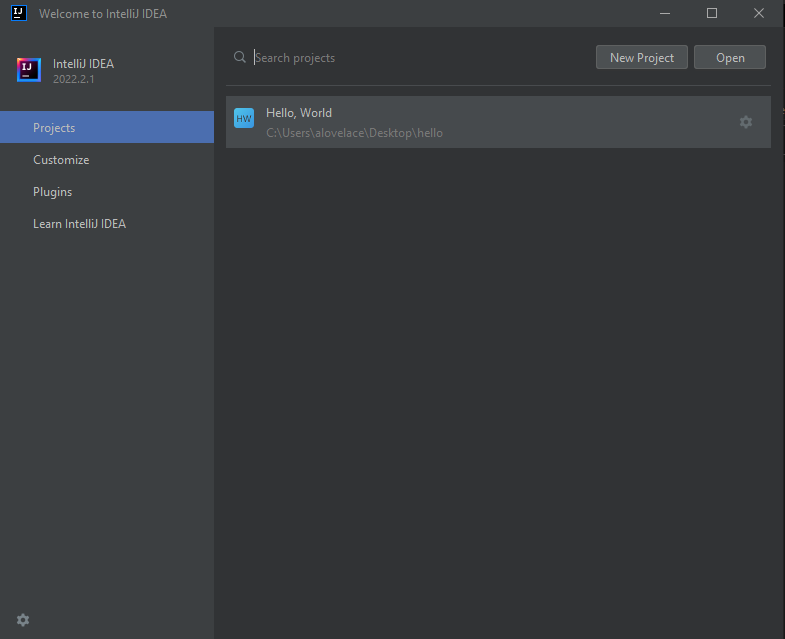 IJ
Welcome to IntelliJ IDEA
IJ
IntelliJ IDEA
2022.2.1
Projects
Customize
Plugins
Learn IntelliJ IDEA
Search projects
New Project
Open
HW
Hello, World
C:\Users\alovelace\Desktop\hello